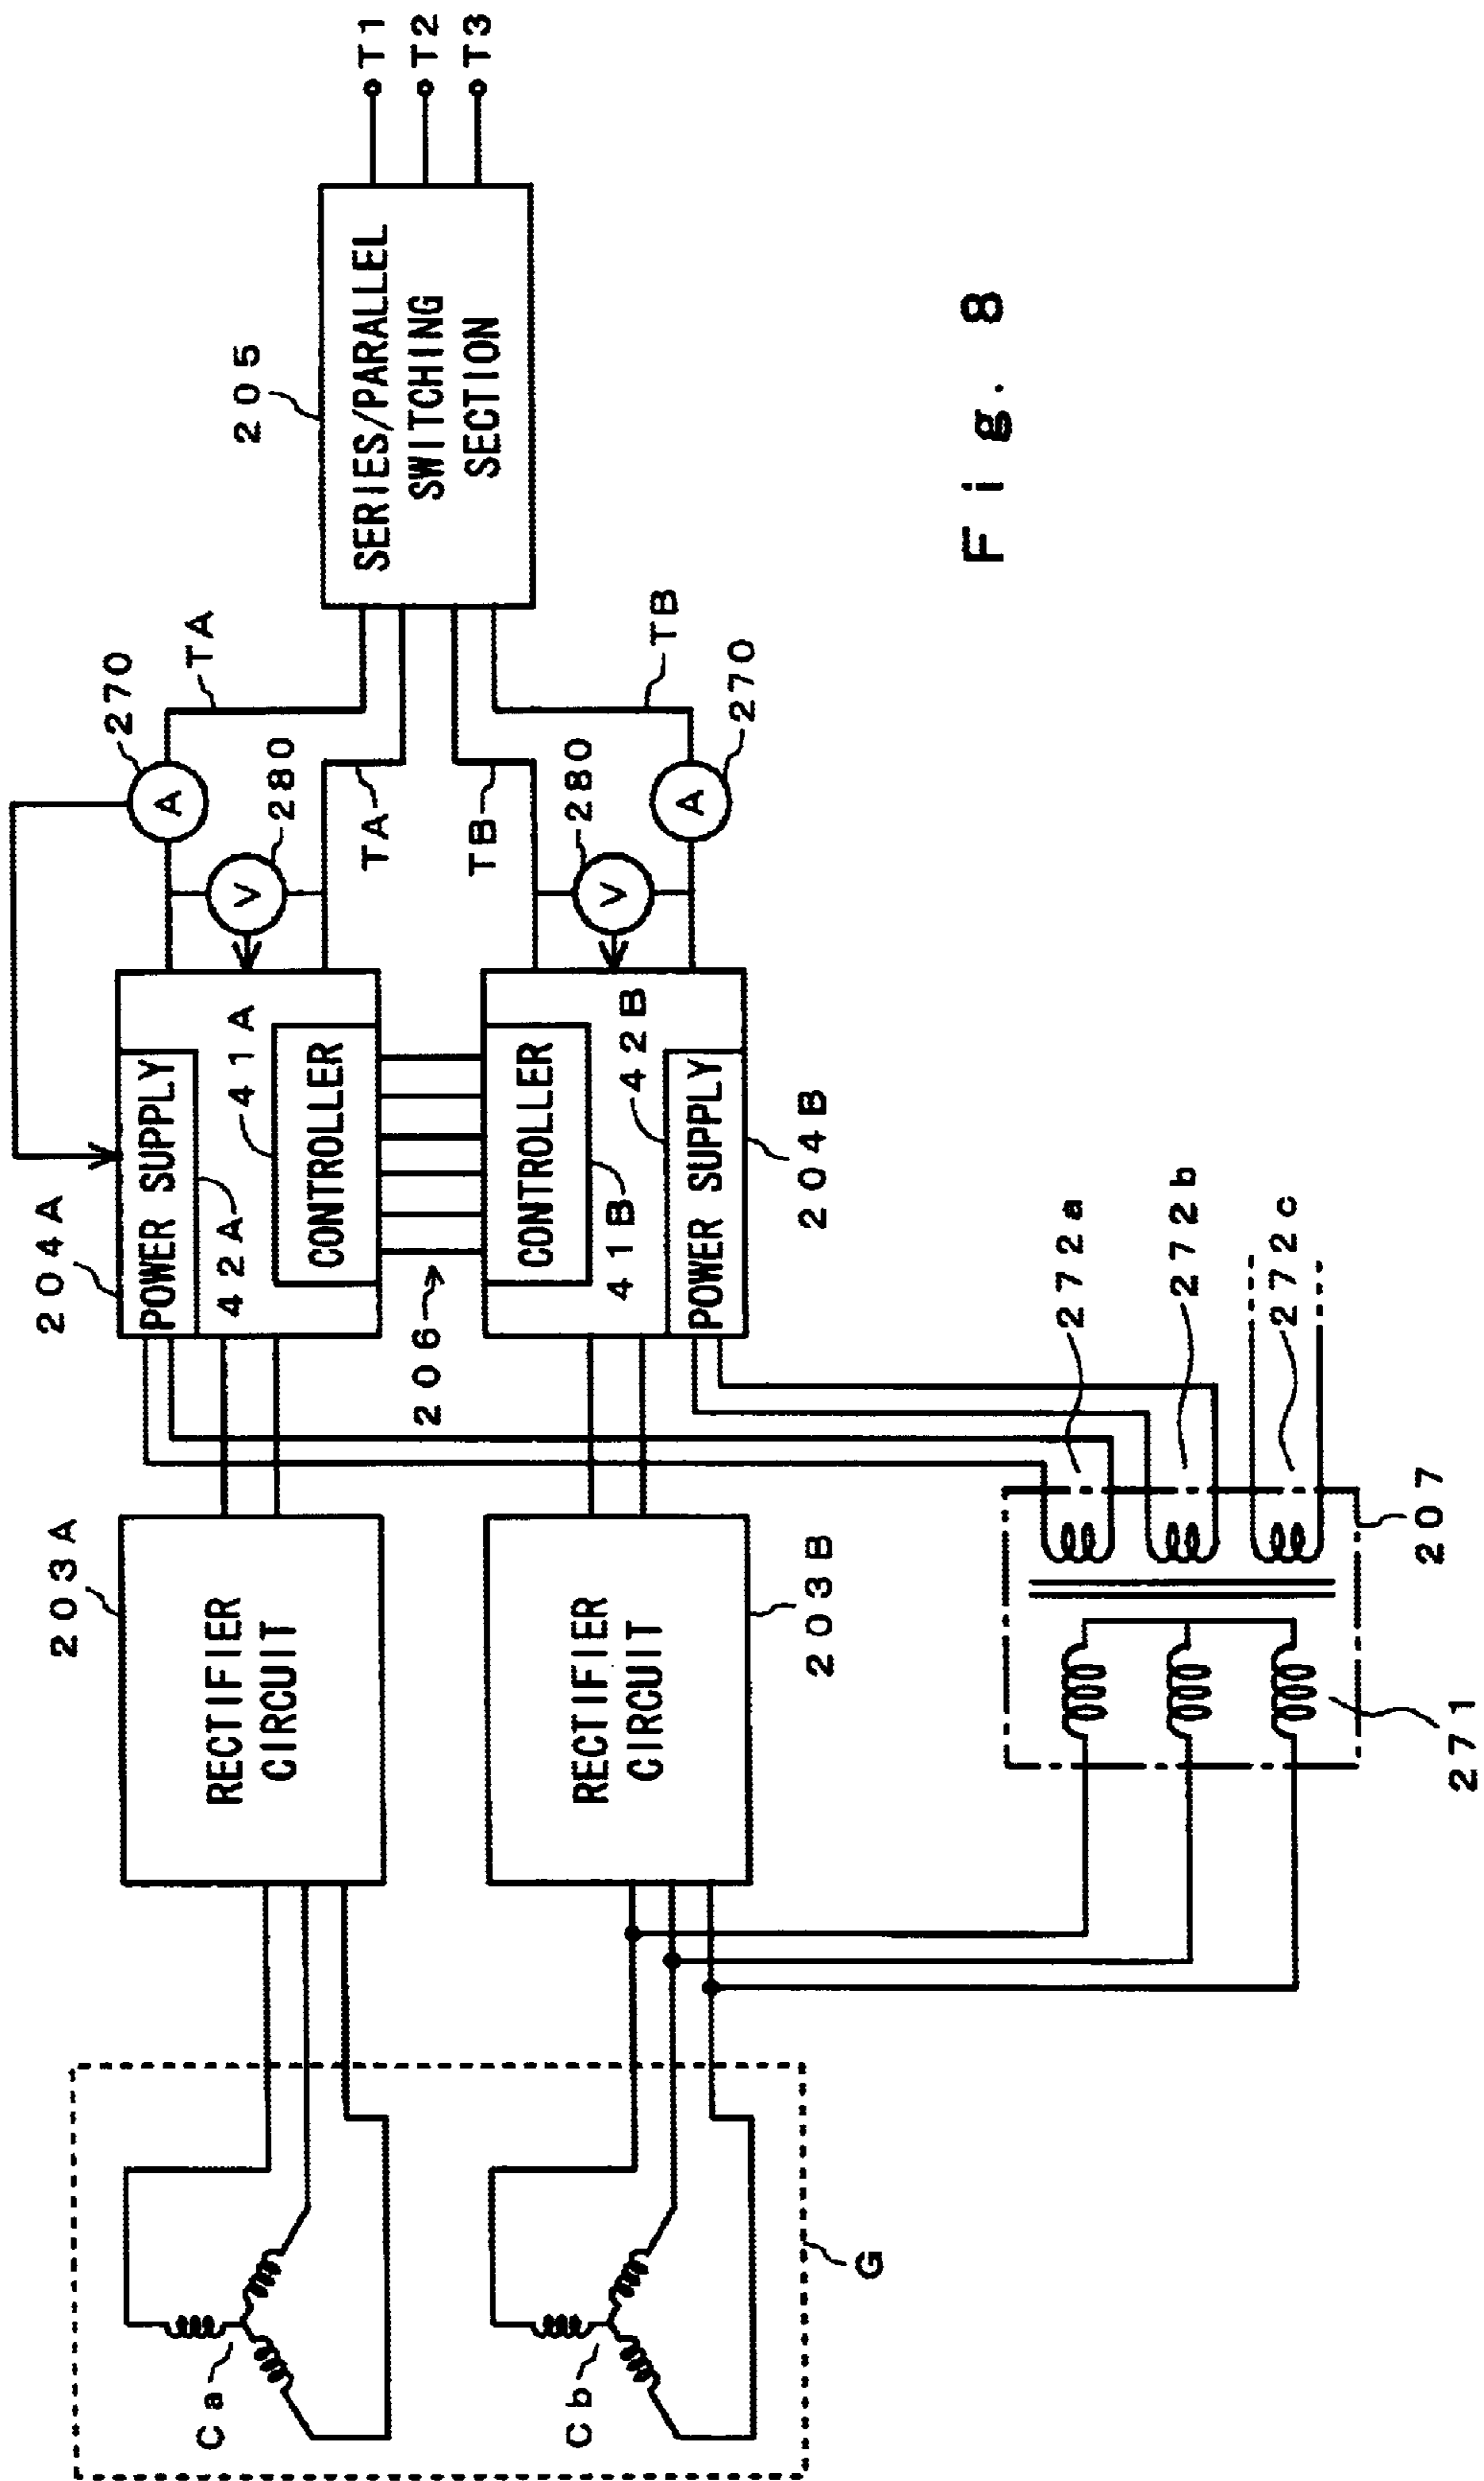 Ca
Cb
G
203A
RECTIFIER
CIRCUIT
203B
RECTIFIER
CIRCUIT
271
207
272a
272b
272c
204A
POWER SUPPLY
42A
41A
CONTROLLER
206
CONTROLLER
41B
42B
POWER SUPPLY
204B
270
A
V
280
TA
TA
TB
TB
280
V
A
270
205
SERIES/PARALLEL
SWITCHING
SECTION
T1
T2
T3
Fig. 8